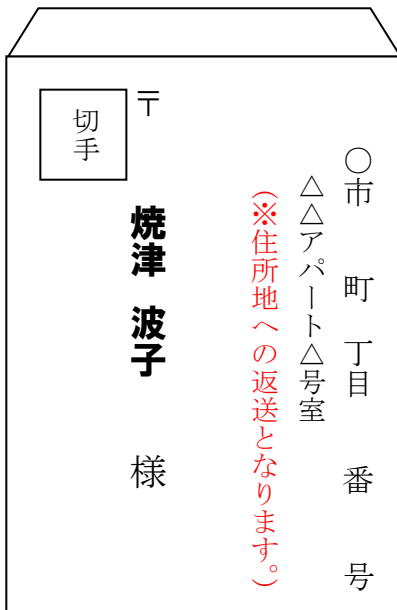 〒
切手
○市　町　丁目　番　号
△△アパート△号室
(※住所地への返送となります。)
焼津　波子　様